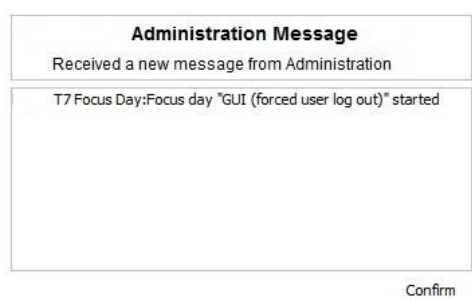 Administration Message
Received a new message from Administration
T7 Focus Day:Focus day "GUI (forced user log out)" started
Confirm